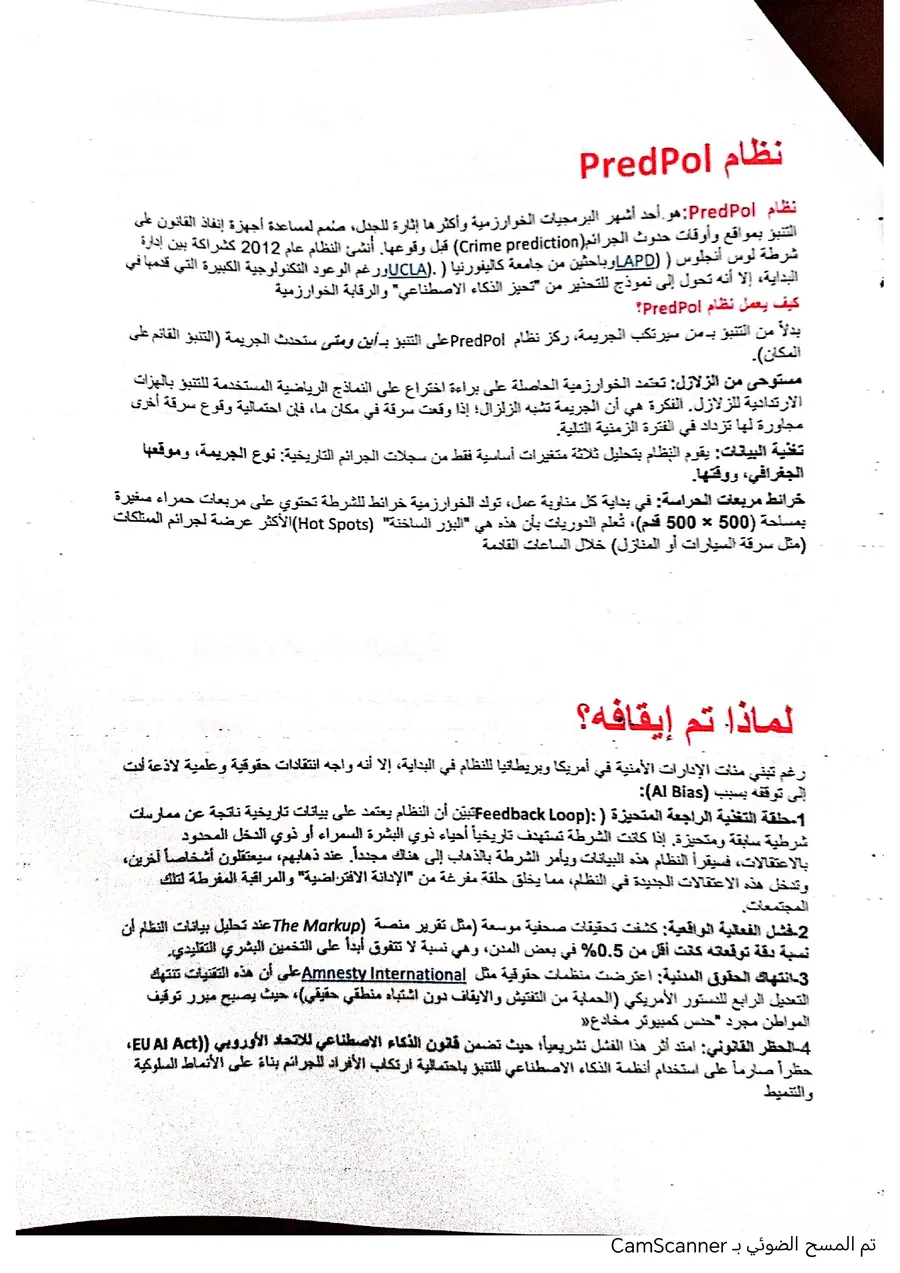 نظام PredPol
نظام PredPol:هو أحد أشهر البرمجيات الخوارزمية وأكثرها إثارة للجدل، صُمم لمساعدة أجهزة إنفاذ القانون على
التنبؤ بمواقع وأوقات حدوث الجرائم(Crime prediction) قبل وقوعها. أنشئ النظام عام 2012 كشراكة بين إدارة
شرطة لوس أنجلوس ( (LAPDوباحثين من جامعة كاليفورنيا ( .(UCLAورغم الوعود التكنولوجية الكبيرة التي قدمها في
البداية، إلا أنه تحول إلى نموذج للتحذير من "تحيز الذكاء الاصطناعي" والرقابة الخوارزمية
كيف يعمل نظام PredPol؟
بدلاً من التنبؤ بـ من سيرتكب الجريمة، ركز نظام PredPolعلى التنبؤ بـ أين ومتى ستحدث الجريمة (التنبؤ القائم على
المكان).
مستوحى من الزلازل: تعتمد الخوارزمية الحاصلة على براءة اختراع على النماذج الرياضية المستخدمة للتنبؤ بالهزات
الارتدادية للزلازل. الفكرة هي أن الجريمة تشبه الزلزال؛ إذا وقعت سرقة في مكان ما، فإن احتمالية وقوع سرقة أخرى
مجاورة لها تزداد في الفترة الزمنية التالية.
تغذية البيانات: يقوم النظام بتحليل ثلاثة متغيرات أساسية فقط من سجلات الجرائم التاريخية: نوع الجريمة، وموقعها
الجغرافي، ووقتها.
خرائط مربعات الحراسة: في بداية كل مناوبة عمل، تولد الخوارزمية خرائط للشرطة تحتوي على مربعات حمراء صغيرة
بمساحة (500 × 500 قدم)، تُعلم الدوريات بأن هذه هي "البؤر الساخنة" (Hot Spots)الأكثر عرضة لجرائم الممتلكات
(مثل سرقة السيارات أو المنازل) خلال الساعات القادمة
لماذا تم إيقافه؟
رغم تبني مئات الإدارات الأمنية في أمريكا وبريطانيا للنظام في البداية، إلا أنه واجه انتقادات حقوقية وعلمية لاذعة أدت
إلى توقفه بسبب (AI Bias):
1-حلقة التغذية الراجعة المتحيزة ( :(Feedback Loopتبيّن أن النظام يعتمد على بيانات تاريخية ناتجة عن ممارسات
شرطية سابقة ومتحيزة. إذا كانت الشرطة تستهدف تاريخياً أحياء ذوي البشرة السمراء أو ذوي الدخل المحدود
بالاعتقالات، فسيقرأ النظام هذه البيانات ويأمر الشرطة بالذهاب إلى هناك مجدداً. عند ذهابهم، سيعتقلون أشخاصاً آخرين،
وتدخل هذه الاعتقالات الجديدة في النظام، مما يخلق حلقة مفرغة من "الإدانة الافتراضية" والمراقبة المفرطة لتلك
المجتمعات.
2-فشل الفعالية الواقعية: كشفت تحقيقات صحفية موسعة (مثل تقرير منصة (The Markupعند تحليل بيانات النظام أن
نسبة دقة توقعاته كانت أقل من 0.5% في بعض المدن، وهي نسبة لا تتفوق أبداً على التخمين البشري التقليدي.
3-انتهاك الحقوق المدنية: اعترضت منظمات حقوقية مثل Amnesty Internationalعلى أن هذه التقنيات تنتهك
التعديل الرابع للدستور الأمريكي (الحماية من التفتيش والايقاف دون اشتباه منطقي حقيقي)، حيث يصبح مبرر توقيف
المواطن مجرد "حدس كمبيوتر مخادع»
4-الحظر القانوني: امتد أثر هذا الفشل تشريعياً؛ حيث تضمن قانون الذكاء الاصطناعي للاتحاد الأوروبي ((EU AI Act،
حظراً صارماً على استخدام أنظمة الذكاء الاصطناعي للتنبؤ باحتمالية ارتكاب الأفراد للجرائم بناءً على الأنماط السلوكية
والتنميط
تم المسح الضوئي بـ CamScanner